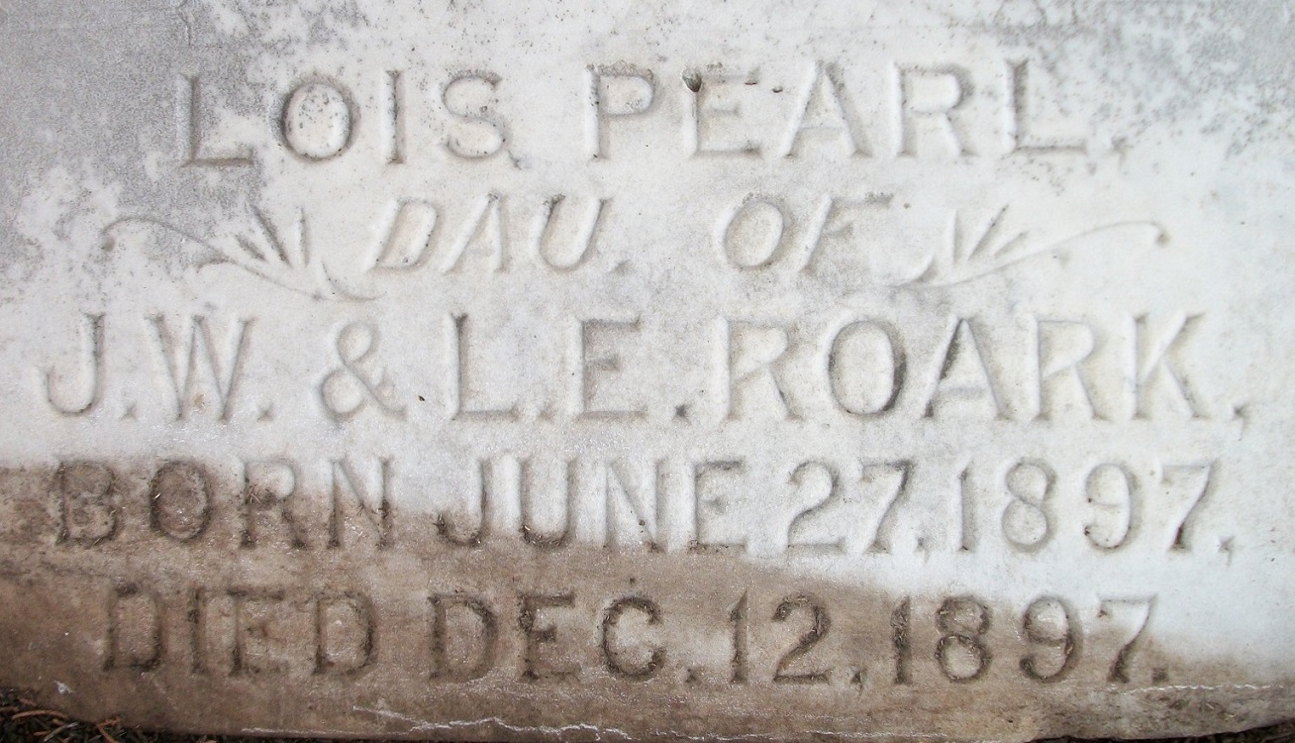 LOIS PEARL,
DAU. OF
J.W. & L.E. ROARK,
BORN JUNE 27, 1897,
DIED DEC. 12, 1897.